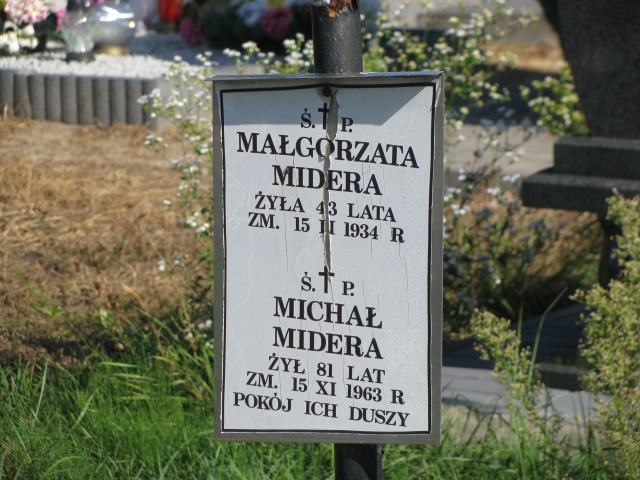 Ś. P.
MAŁGORZATA
MIDERA
ŻYŁA 43 LATA
ZM. 15 II 1934 R
Ś. P.
MICHAŁ
MIDERA
ŻYŁ 81 LAT
ZM. 15 XI 1963 R
POKÓJ ICH DUSZY